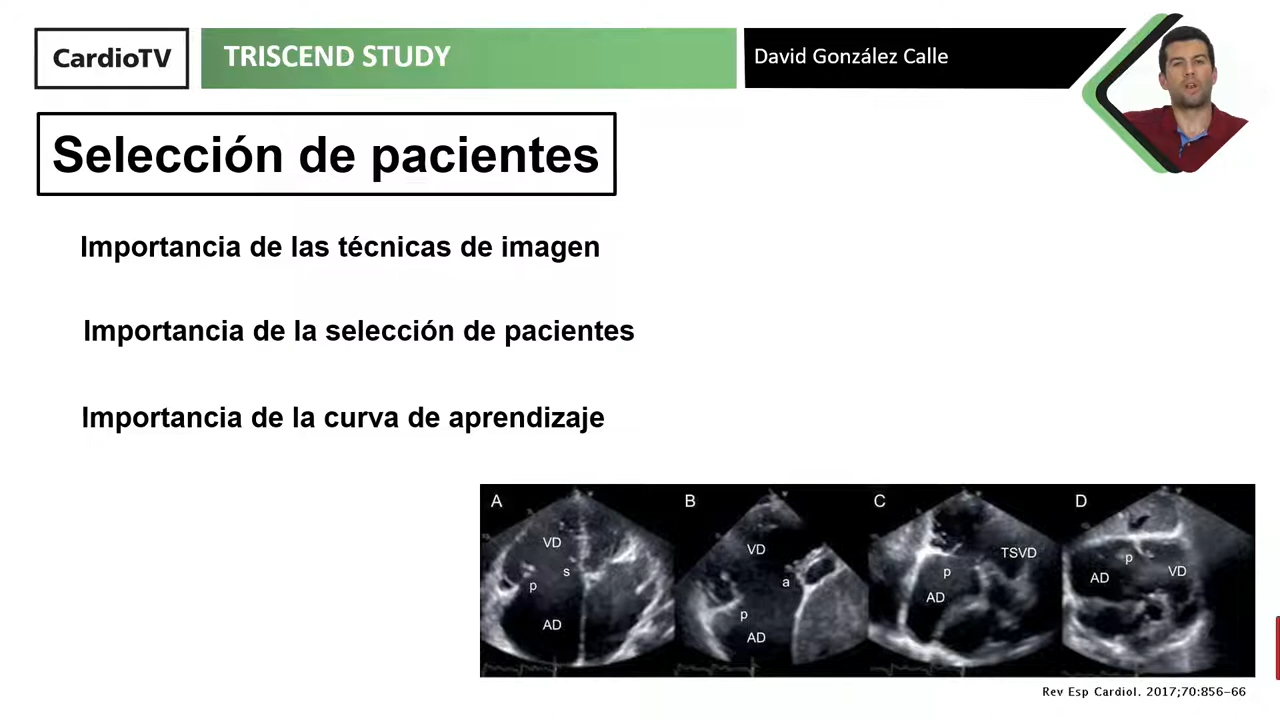 CardioTV
TRISCEND STUDY
David González Calle
Selección de pacientes
Importancia de las técnicas de imagen
Importancia de la selección de pacientes
Importancia de la curva de aprendizaje
A
VD
s
p
AD
B
VD
a
p
AD
C
TSVD
p
AD
D
p
AD
VD
Rev Esp Cardiol. 2017;70:856–66